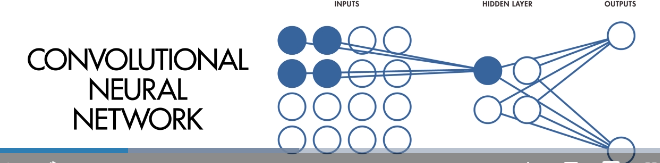 INPUTS
HIDDEN LAYER
OUTPUTS
CONVOLUTIONAL
NEURAL
NETWORK